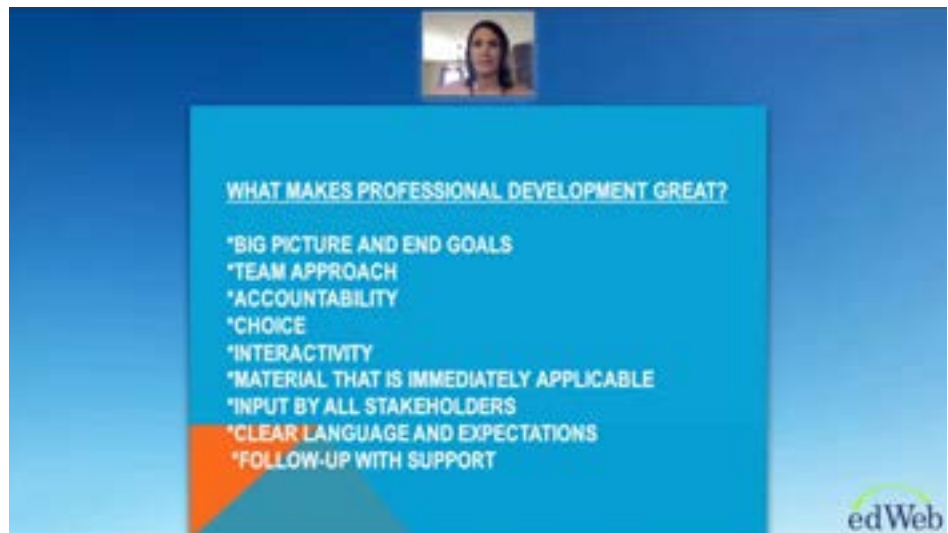 WHAT MAKES PROFESSIONAL DEVELOPMENT GREAT?
*BIG PICTURE AND END GOALS
*TEAM APPROACH
*ACCOUNTABILITY
*CHOICE
*INTERACTIVITY
*MATERIAL THAT IS IMMEDIATELY APPLICABLE
*INPUT BY ALL STAKEHOLDERS
*CLEAR LANGUAGE AND EXPECTATIONS
*FOLLOW-UP WITH SUPPORT
edWeb